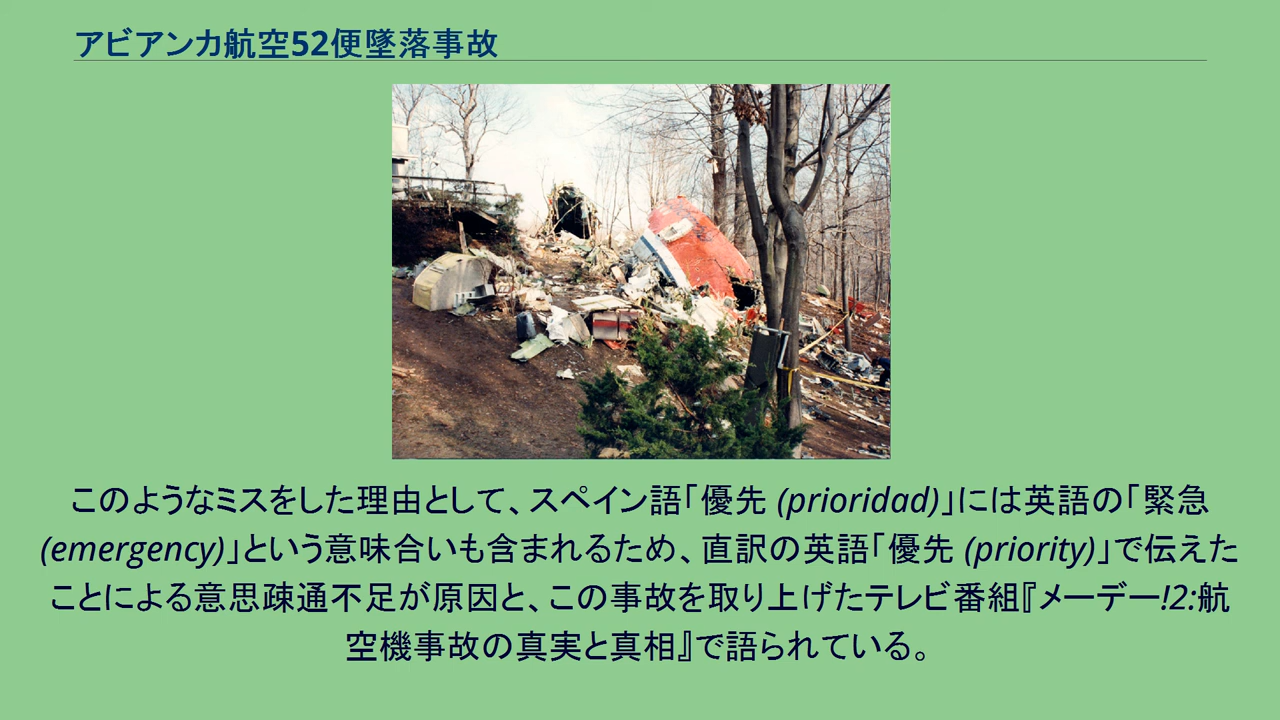 アビアンカ航空52便墜落事故
このようなミスをした理由として、スペイン語「優先 (prioridad)」には英語の「緊急
(emergency)」という意味合いも含まれるため、直訳の英語「優先 (priority)」で伝えた
ことによる意思疎通不足が原因と、この事故を取り上げたテレビ番組『メーデー!2:航
空機事故の真実と真相』で語られている。